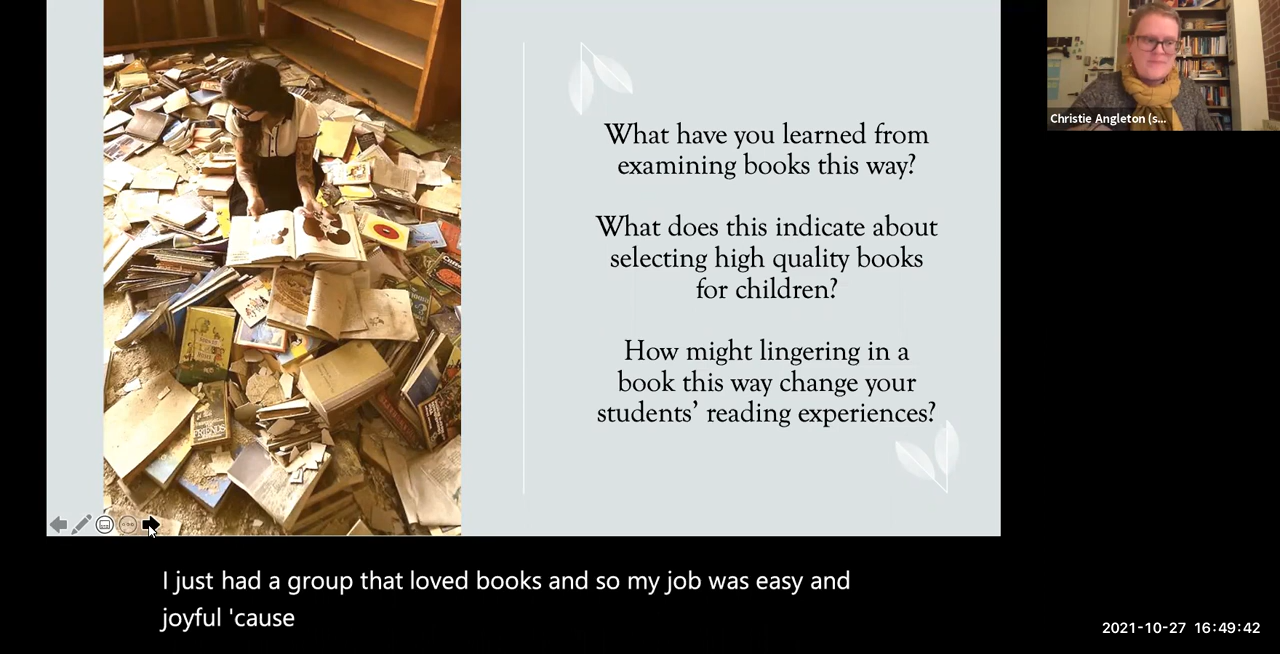 What have you learned from
examining books this way?
What does this indicate about
selecting high quality books
for children?
How might lingering in a
book this way change your
students' reading experiences?
Christie Angleton (s...
I just had a group that loved books and so my job was easy and
joyful 'cause
2021-10-27 16:49:42